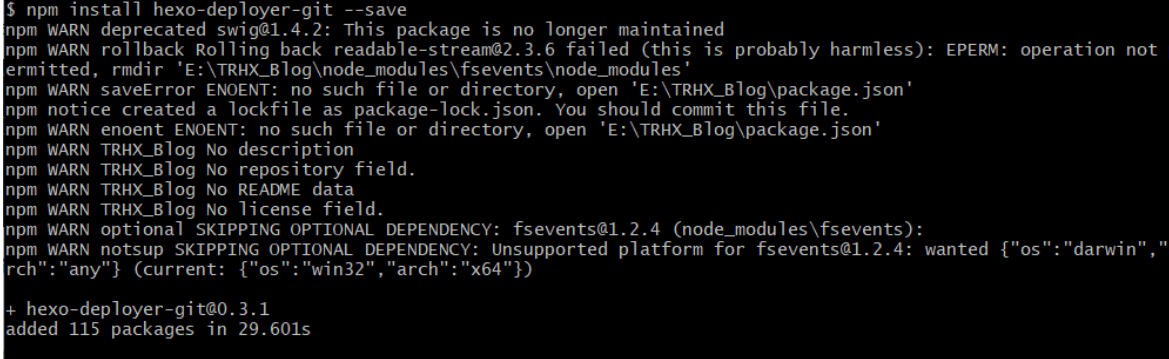 $ npm install hexo-deployer-git --save
npm WARN deprecated swig@1.4.2: This package is no longer maintained
npm WARN rollback Rolling back readable-stream@2.3.6 failed (this is probably harmless): EPERM: operation not
ermitted, rmdir 'E:\TRHX_Blog\node_modules\fsevents\node_modules'
npm WARN saveError ENOENT: no such file or directory, open 'E:\TRHX_Blog\package.json'
npm notice created a lockfile as package-lock.json. You should commit this file.
npm WARN enoent ENOENT: no such file or directory, open 'E:\TRHX_Blog\package.json'
npm WARN TRHX_Blog No description
npm WARN TRHX_Blog No repository field.
npm WARN TRHX_Blog No README data
npm WARN TRHX_Blog No license field.
npm WARN optional SKIPPING OPTIONAL DEPENDENCY: fsevents@1.2.4 (node_modules\fsevents):
npm WARN notsup SKIPPING OPTIONAL DEPENDENCY: Unsupported platform for fsevents@1.2.4: wanted {"os":"darwin","
rch":"any"} (current: {"os":"win32","arch":"x64"})
+ hexo-deployer-git@0.3.1
added 115 packages in 29.601s